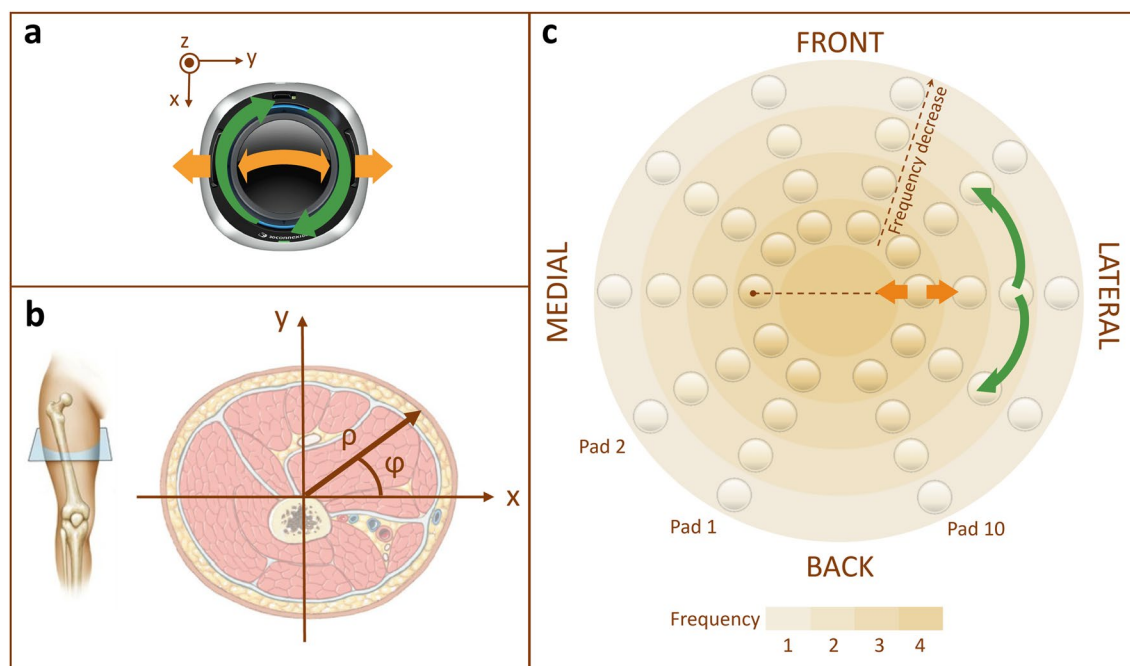 a
z
y
x
b
y
ρ
φ
x
c
FRONT
Frequency decrease
MEDIAL
LATERAL
Pad 2
Pad 1
Pad 10
BACK
Frequency
1 2 3 4